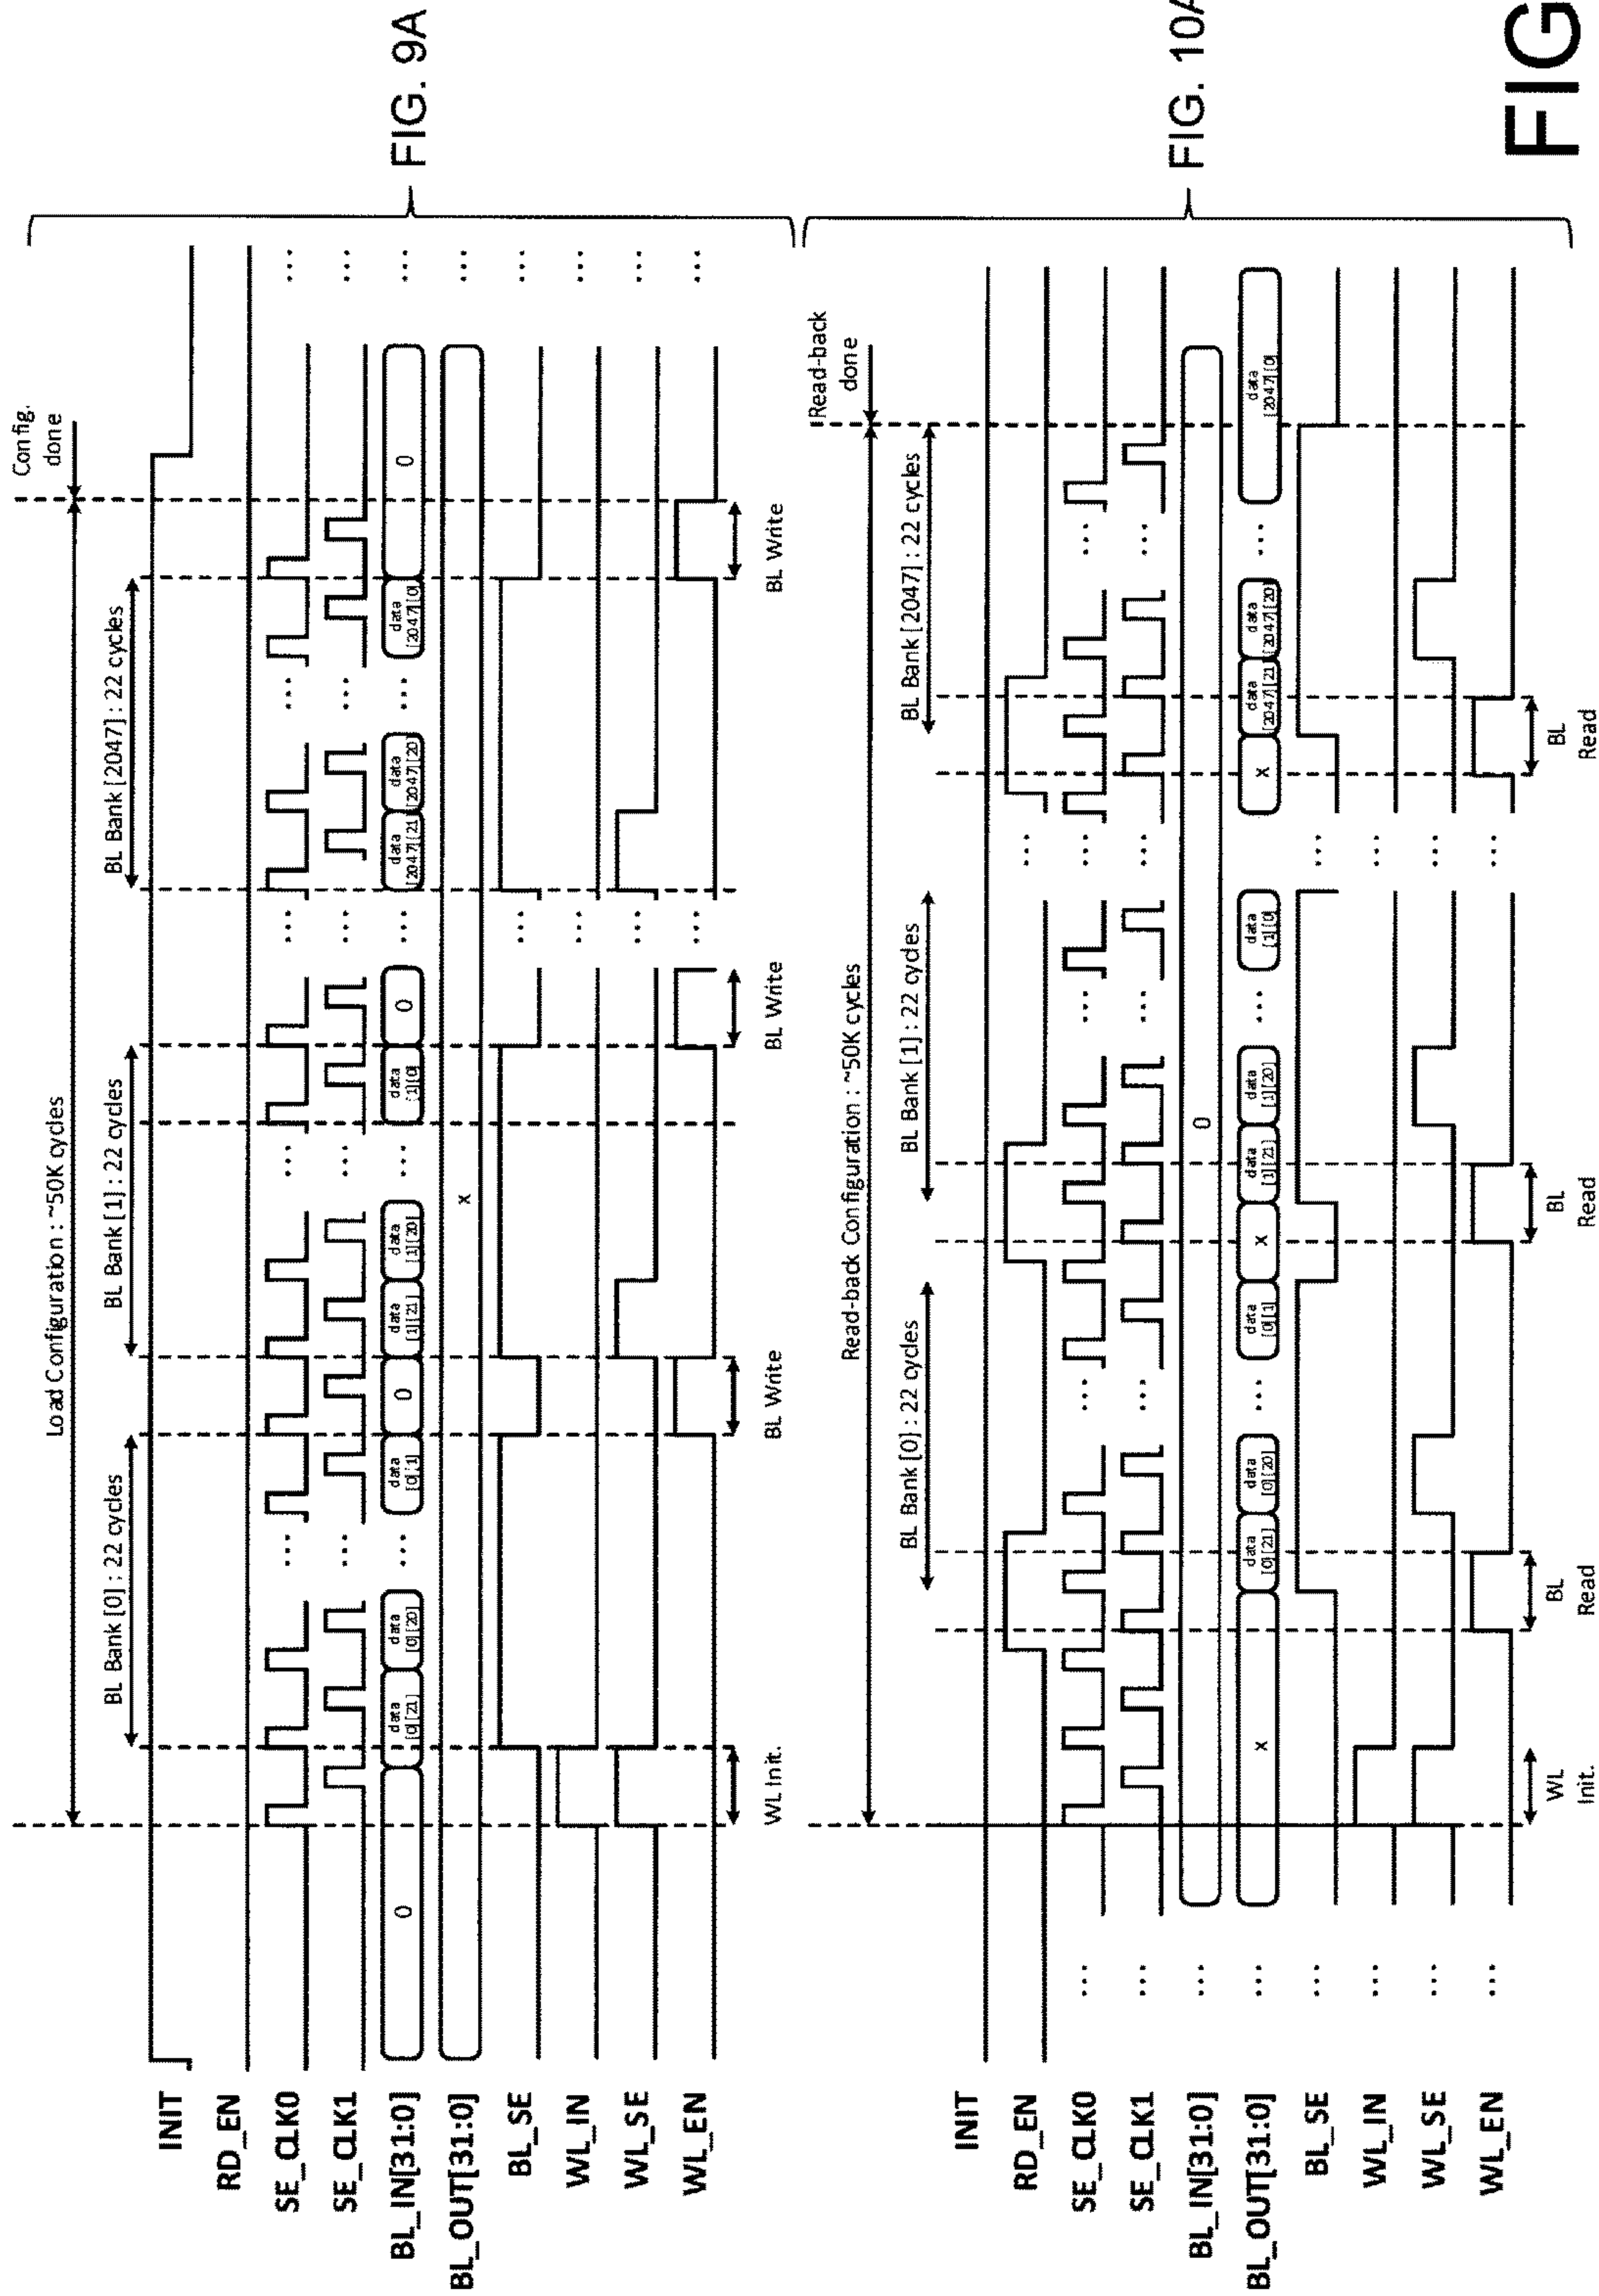 Load Configuration : ~50K cycles
Config.
done
BL Bank [0] : 22 cycles
BL Bank [1] : 22 cycles
BL Bank [2047] : 22 cycles
INIT
RD_EN
SE_CLK0
SE_CLK1
BL_IN[31:0]
0
data
[0][21]
data
[0][20]
data
[0][1]
0
data
[1][21]
data
[1][20]
data
[1][0]
0
data
[2047][21]
data
[2047][20]
data
[2047][0]
0
BL_OUT[31:0]
x
BL_SE
WL_IN
WL_SE
WL_EN
WL Init.
BL Write
BL Write
BL Write
FIG. 9A
Read-back Configuration : ~50K cycles
Read-back
done
BL Bank [0] : 22 cycles
BL Bank [1] : 22 cycles
BL Bank [2047] : 22 cycles
INIT
RD_EN
SE_CLK0
SE_CLK1
BL_IN[31:0]
0
BL_OUT[31:0]
x
data
[0][21]
data
[0][20]
data
[0][1]
x
data
[1][21]
data
[1][20]
data
[1][0]
x
data
[2047][21]
data
[2047][20]
data
[2047][0]
BL_SE
WL_IN
WL_SE
WL_EN
WL
Init.
BL
Read
BL
Read
BL
Read
FIG. 10A
FIG